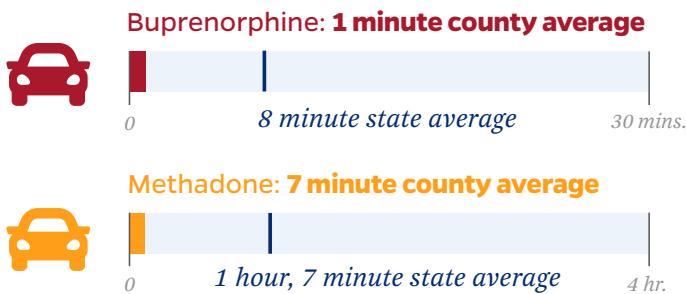 Buprenorphine: 1 minute county average
0
8 minute state average
30 mins.
Methadone: 7 minute county average
0
1 hour, 7 minute state average
4 hr.